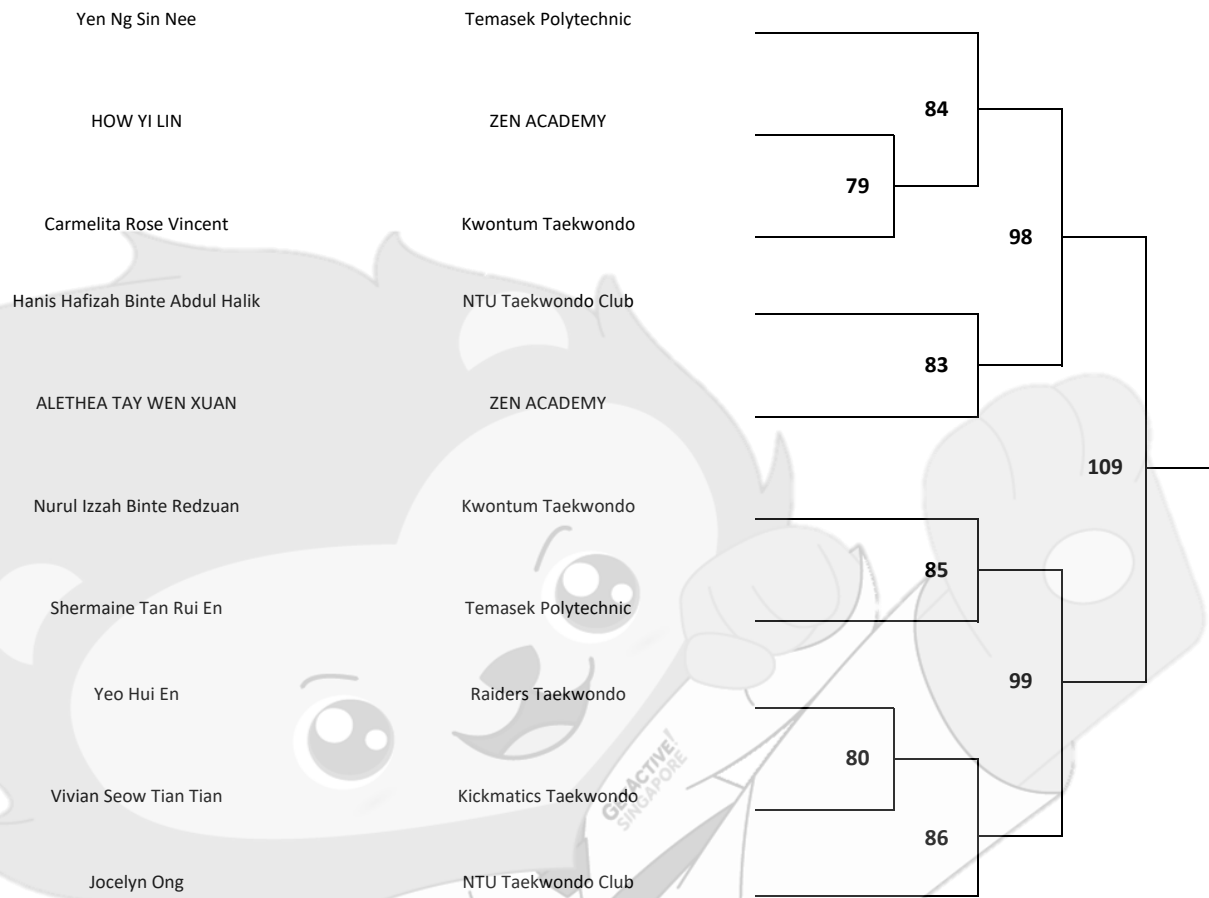 Yen Ng Sin Nee Temasek Polytechnic
84
HOW YI LIN ZEN ACADEMY
79
Carmelita Rose Vincent Kwontum Taekwondo
98
Hanis Hafizah Binte Abdul Halik NTU Taekwondo Club
83
ALETHEA TAY WEN XUAN ZEN ACADEMY
109
Nurul Izzah Binte Redzuan Kwontum Taekwondo
85
Shermaine Tan Rui En Temasek Polytechnic
99
Yeo Hui En Raiders Taekwondo
80
GET ACTIVE!
SINGAPORE
Vivian Seow Tian Tian Kickmatics Taekwondo
86
Jocelyn Ong NTU Taekwondo Club